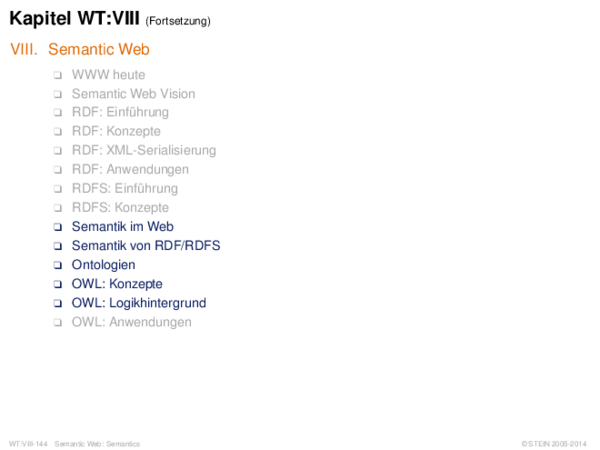 Kapitel WT:VIII (Fortsetzung)
VIII. Semantic Web
❑ WWW heute
❑ Semantic Web Vision
❑ RDF: Einführung
❑ RDF: Konzepte
❑ RDF: XML-Serialisierung
❑ RDF: Anwendungen
❑ RDFS: Einführung
❑ RDFS: Konzepte
❑ Semantik im Web
❑ Semantik von RDF/RDFS
❑ Ontologien
❑ OWL: Konzepte
❑ OWL: Logikhintergrund
❑ OWL: Anwendungen
WT:VIII-144 Semantic Web: Semantics © STEIN 2005-2014